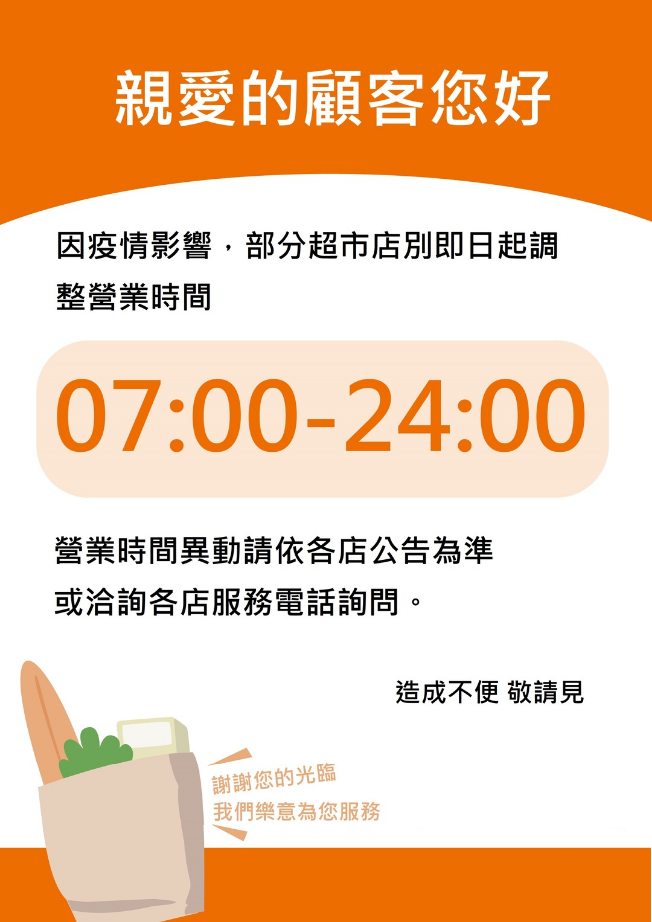 親愛的顧客您好
因疫情影響，部分超市店別即日起調
整營業時間
07:00-24:00
營業時間異動請依各店公告為準
或洽詢各店服務電話詢問。
造成不便 敬請見
謝謝您的光臨
我們樂意為您服務